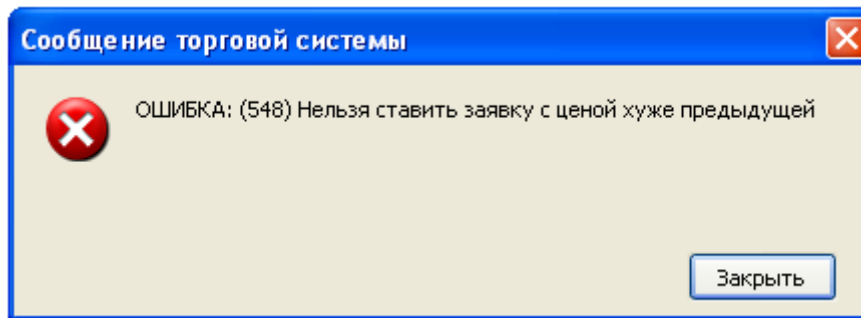 Сообщение торговой системы
ОШИБКА: (548) Нельзя ставить заявку с ценой хуже предыдущей
Закрыть